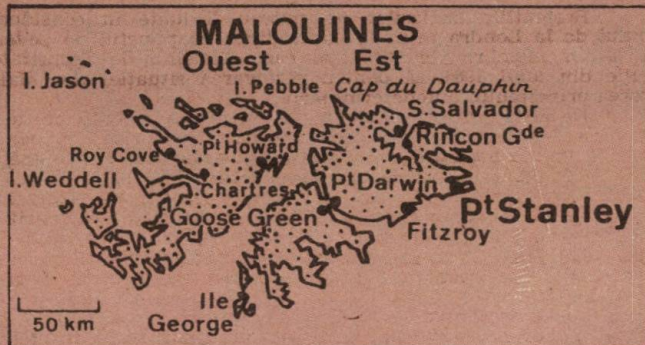 MALOUINES
Ouest Est
I. Jason
I. Pebble
Cap du Dauphin
S. Salvador
Pt Howard
Rincon Gde
Roy Cove
I. Weddell
Chartres
Pt Darwin
Goose Green
Pt Stanley
Fitzroy
Ile
George
50 km